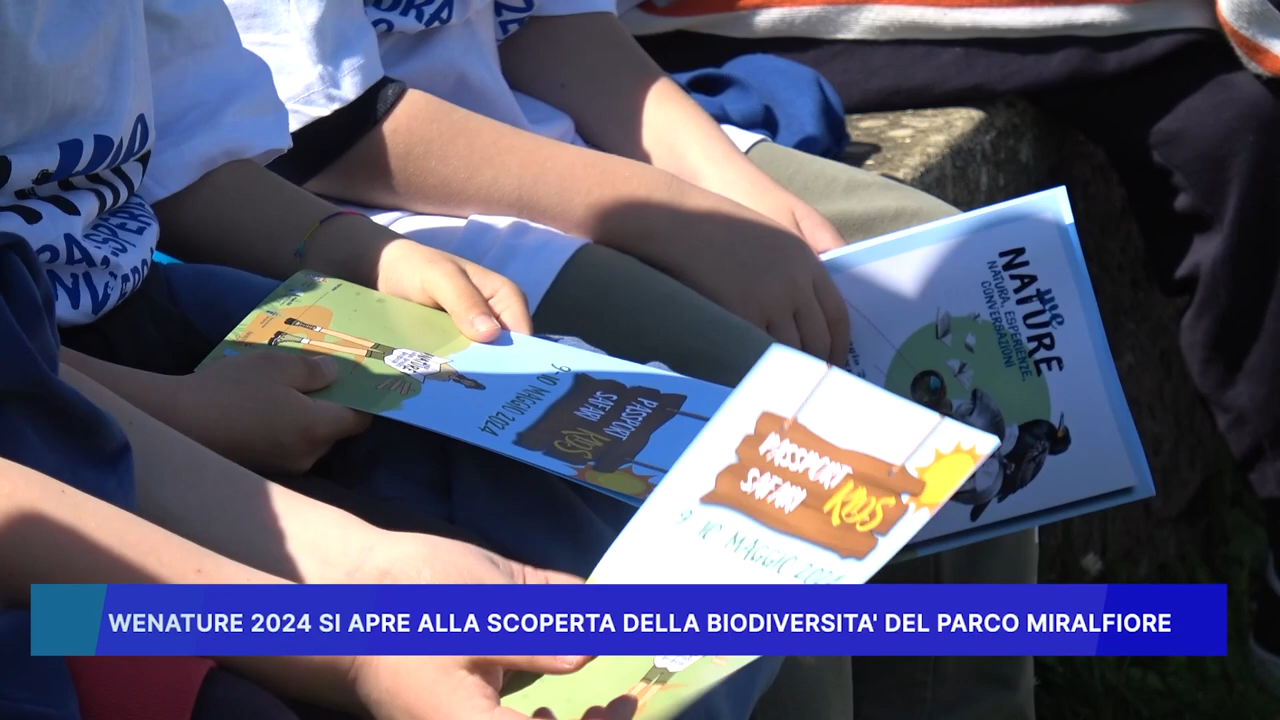 NATURE
we
NATURA, ESPERIENZE,
CONVERSAZIONI
9-10 MAGGIO 2024
PASSPORT
SAFARI
KIDS
PASSPORT
SAFARI
KIDS
9 10 MAGGIO 2024
WENATURE 2024 SI APRE ALLA SCOPERTA DELLA BIODIVERSITA' DEL PARCO MIRALFIORE